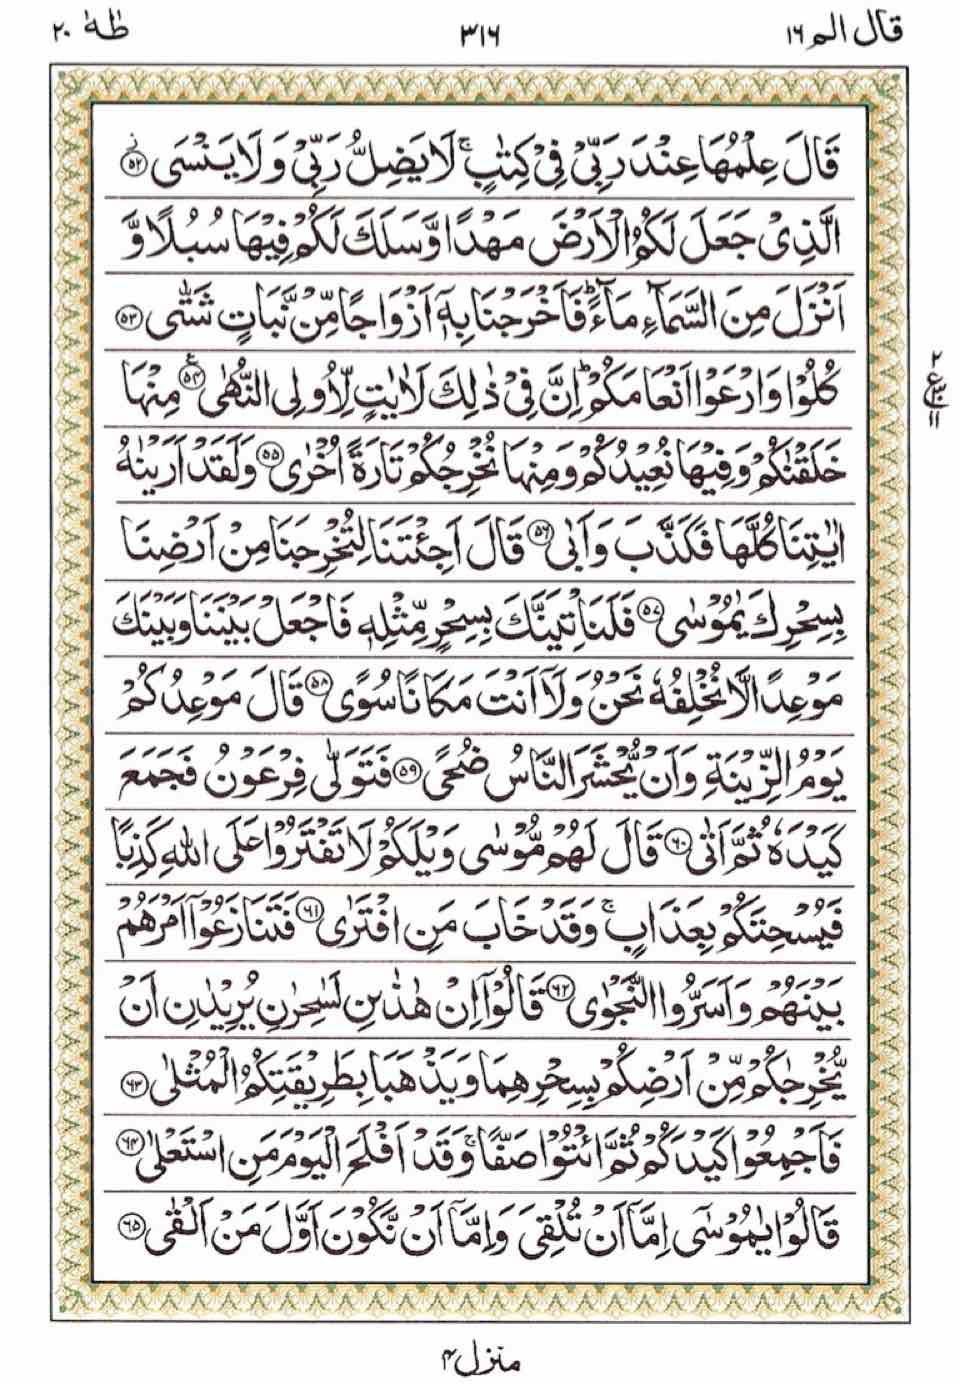 قال الم ١٦
٣١٦
طٰهٰ ٢٠
قَالَ عِلْمُهَا عِنْدَ رَبِّیْ فِیْ كِتٰبٍ ۚ لَا یَضِلُّ رَبِّیْ وَ لَا یَنْسَی ۟ۙ ﴿٥٢﴾
الَّذِیْ جَعَلَ لَكُمُ الْاَرْضَ مَهْدًا وَّ سَلَكَ لَكُمْ فِیْهَا سُبُلًا وَّ
اَنْزَلَ مِنَ السَّمَآءِ مَآءً ؕ فَاَخْرَجْنَا بِهٖۤ اَزْوَاجًا مِّنْ نَّبَاتٍ شَتّٰی ﴿٥٣﴾
كُلُوْا وَ ارْعَوْا اَنْعَامَكُمْ ؕ اِنَّ فِیْ ذٰلِكَ لَاٰیٰتٍ لِّاُولِی النُّهٰی ﴿٥٤﴾ مِنْهَا
خَلَقْنٰكُمْ وَ فِیْهَا نُعِیْدُكُمْ وَ مِنْهَا نُخْرِجُكُمْ تَارَةً اُخْرٰی ﴿٥٥﴾ وَ لَقَدْ اَرَیْنٰهُ
اٰیٰتِنَا كُلَّهَا فَكَذَّبَ وَ اَبٰی ﴿٥٦﴾ قَالَ اَجِئْتَنَا لِتُخْرِجَنَا مِنْ اَرْضِنَا
بِسِحْرِكَ یٰمُوْسٰی ﴿٥٧﴾ فَلَنَاْتِیَنَّكَ بِسِحْرٍ مِّثْلِهٖ فَاجْعَلْ بَیْنَنَا وَ بَیْنَكَ
مَوْعِدًا لَّا نُخْلِفُهٗ نَحْنُ وَ لَاۤ اَنْتَ مَكَانًا سُوًی ﴿٥٨﴾ قَالَ مَوْعِدُكُمْ
یَوْمُ الزِّیْنَةِ وَ اَنْ یُّحْشَرَ النَّاسُ ضُحًی ﴿٥٩﴾ فَتَوَلّٰی فِرْعَوْنُ فَجَمَعَ
كَیْدَهٗ ثُمَّ اَتٰی ﴿٦٠﴾ قَالَ لَهُمْ مُّوْسٰی وَیْلَكُمْ لَا تَفْتَرُوْا عَلَی اللّٰهِ كَذِبًا
فَیُسْحِتَكُمْ بِعَذَابٍ ۚ وَ قَدْ خَابَ مَنِ افْتَرٰی ﴿٦١﴾ فَتَنَازَعُوْۤا اَمْرَهُمْ
بَیْنَهُمْ وَ اَسَرُّوا النَّجْوٰی ﴿٦٢﴾ قَالُوْۤا اِنْ هٰذٰىنِ لَسٰحِرٰنِ یُرِیْدٰنِ اَنْ
یُّخْرِجٰكُمْ مِّنْ اَرْضِكُمْ بِسِحْرِهِمَا وَ یَذْهَبَا بِطَرِیْقَتِكُمُ الْمُثْلٰی ﴿٦٣﴾
فَاَجْمِعُوْا كَیْدَكُمْ ثُمَّ ائْتُوْا صَفًّا ۚ وَ قَدْ اَفْلَحَ الْیَوْمَ مَنِ اسْتَعْلٰی ﴿٦٤﴾
قَالُوْا یٰمُوْسٰۤی اِمَّاۤ اَنْ تُلْقِیَ وَ اِمَّاۤ اَنْ نَّكُوْنَ اَوَّلَ مَنْ اَلْقٰی ﴿٦٥﴾
منزل ٤